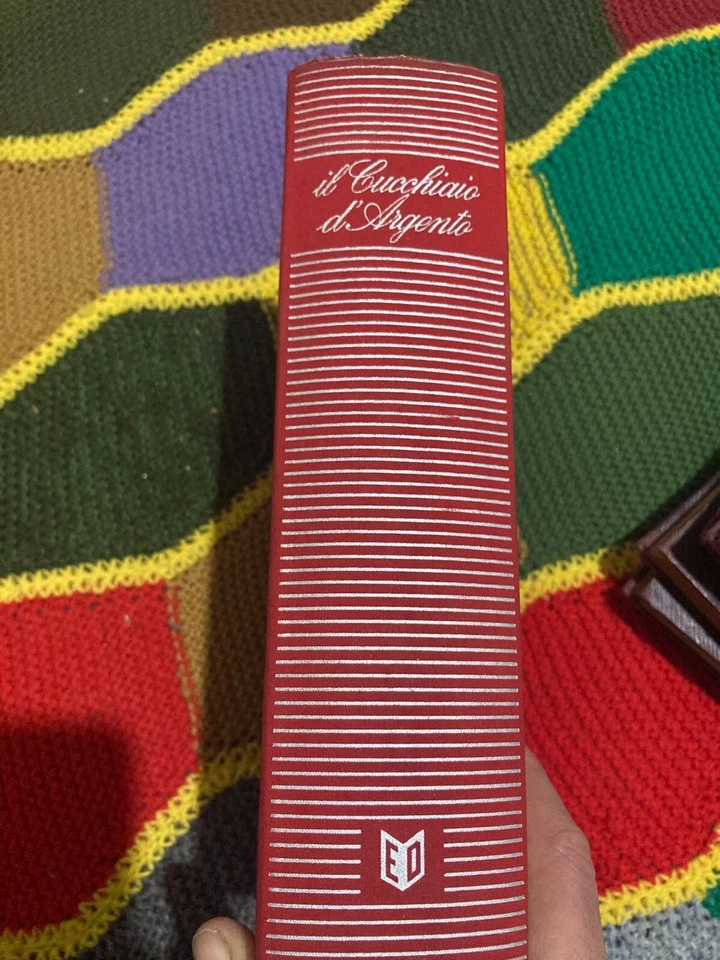 il Cucchiaio
d'Argento
ED